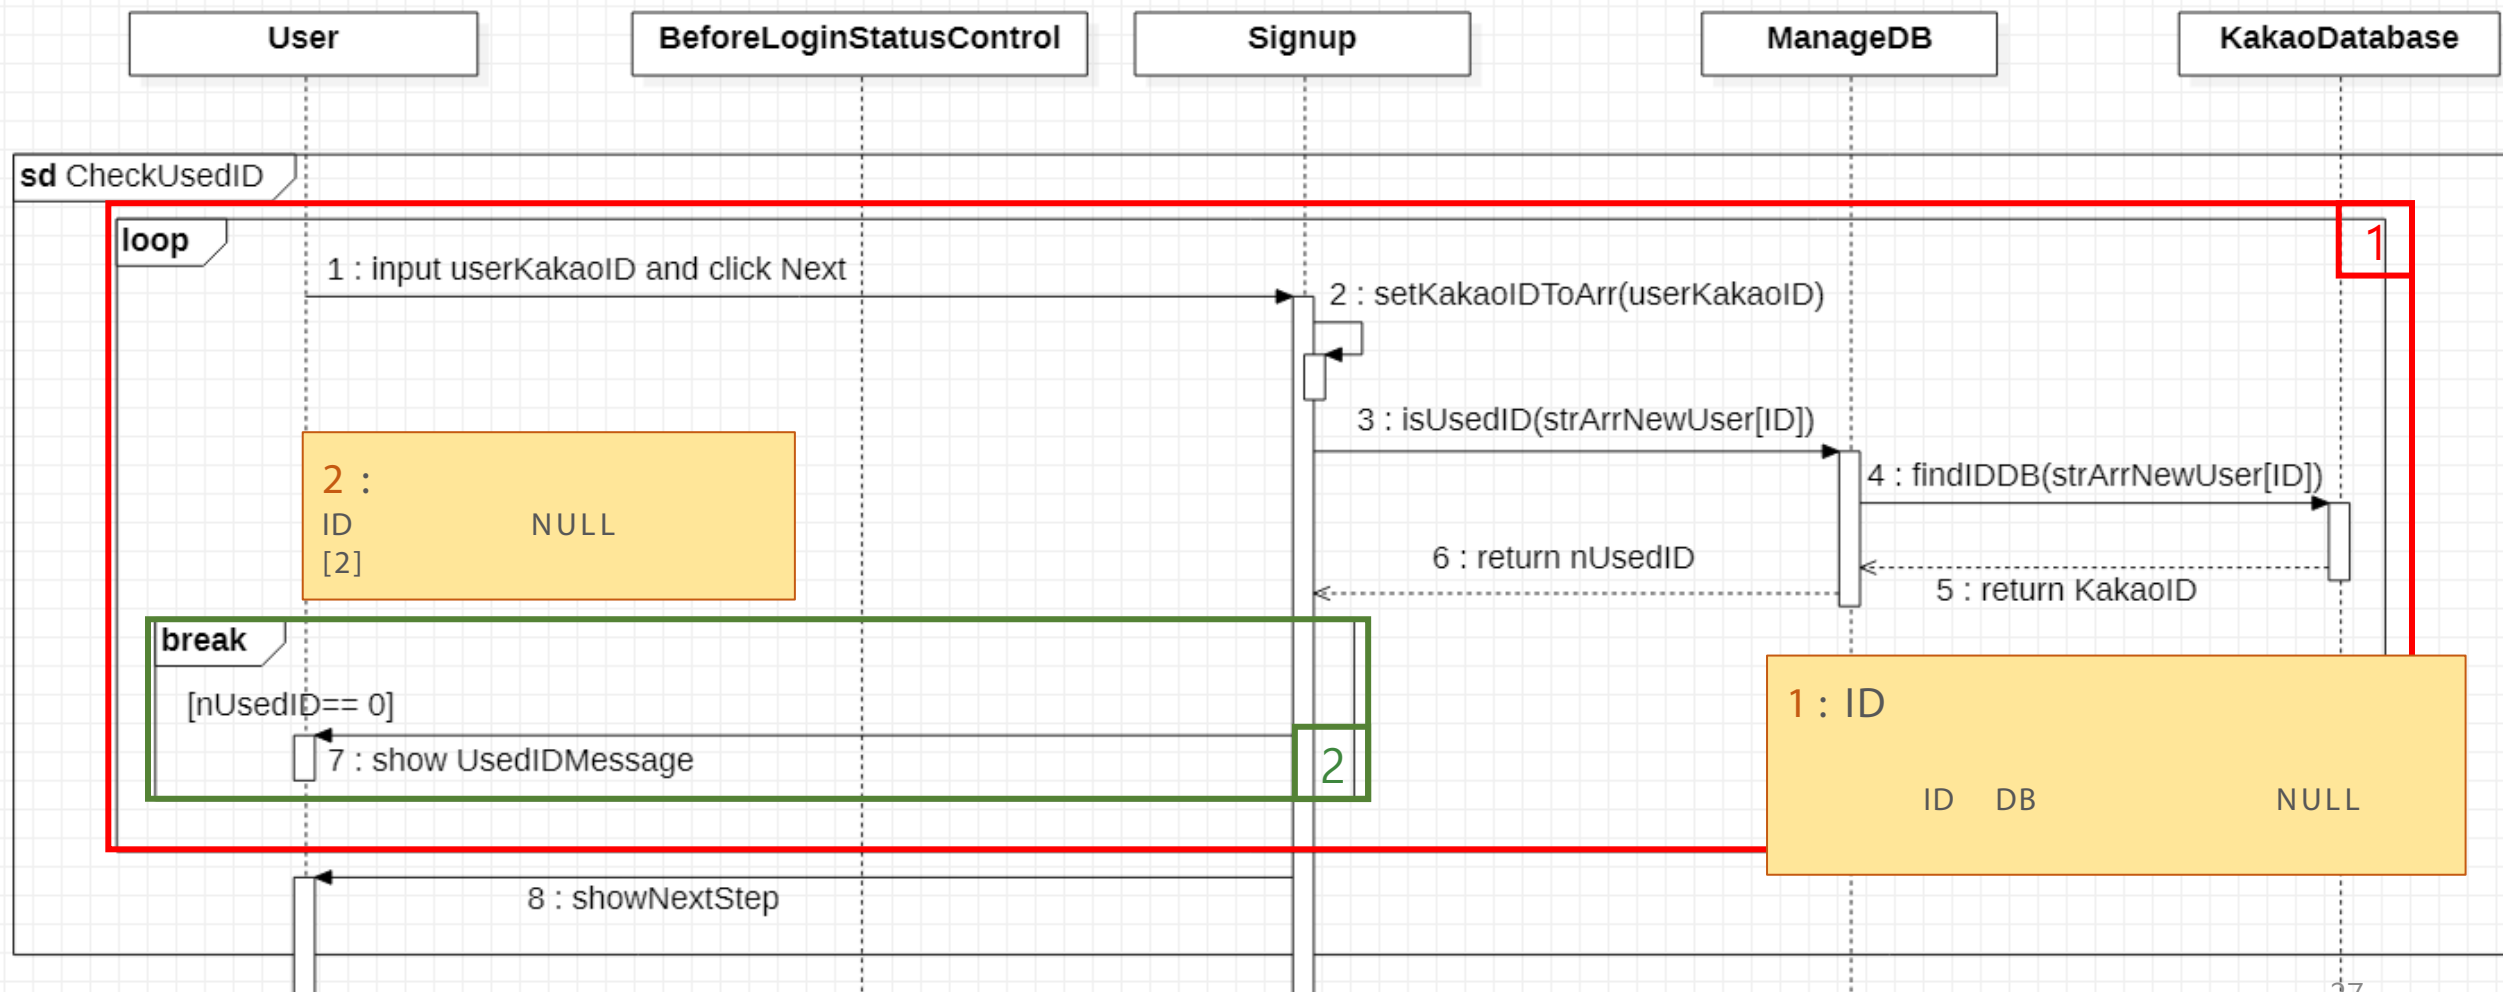 User
BeforeLoginStatusControl
Signup
ManageDB
KakaoDatabase
sd CheckUsedID
loop
1
1 : input userKakaoID and click Next
2 : setKakaoIDToArr(userKakaoID)
3 : isUsedID(strArrNewUser[ID])
4 : findIDDB(strArrNewUser[ID])
2 :
ID NULL
[2]
6 : return nUsedID
5 : return KakaoID
break
[nUsedID== 0]
7 : show UsedIDMessage
2
1 : ID
ID DB NULL
8 : showNextStep